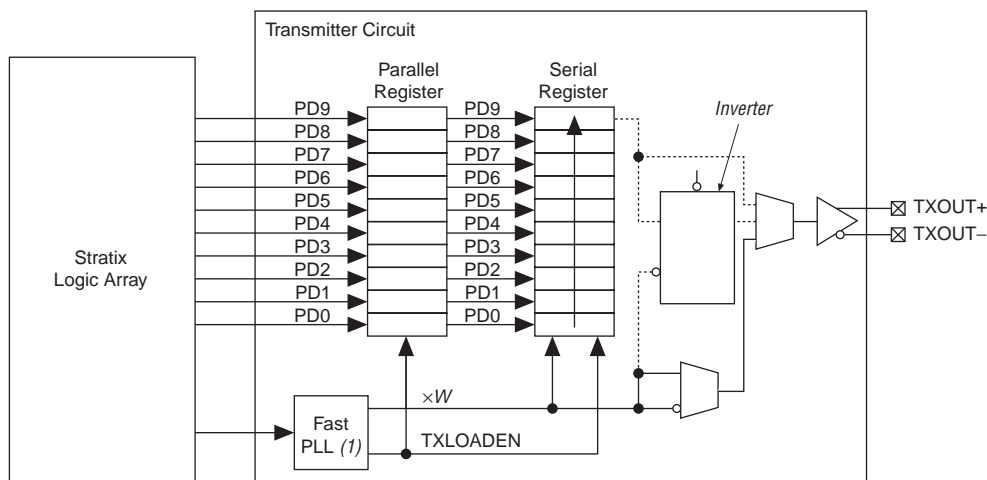 Transmitter Circuit
Parallel
Register
Serial
Register
Inverter
PD9
PD8
PD7
PD6
PD5
PD4
PD3
PD2
PD1
PD0
PD9
PD8
PD7
PD6
PD5
PD4
PD3
PD2
PD1
PD0
Stratix
Logic Array
TXOUT+
TXOUT−
×W
Fast
PLL (1)
TXLOADEN